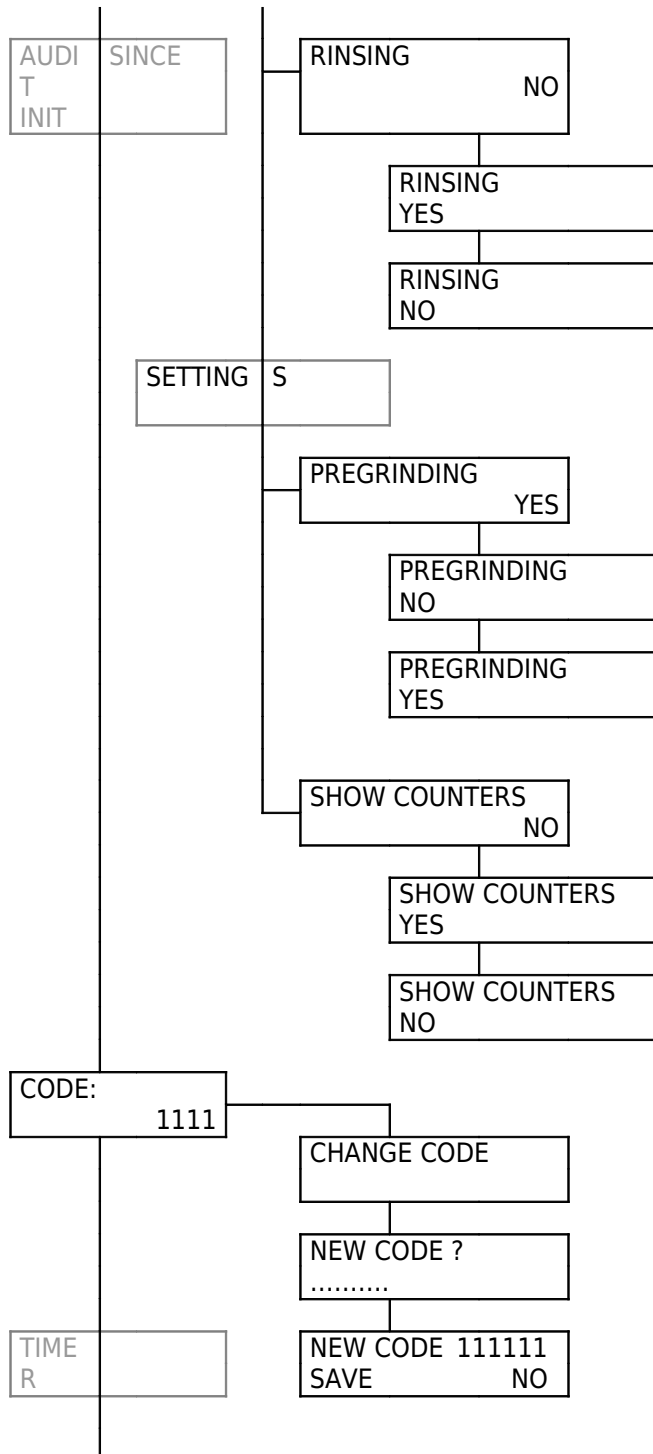 AUDI SINCE
T
INIT
RINSING
NO
RINSING
YES
RINSING
NO
SETTING S
PREGRINDING
YES
PREGRINDING
NO
PREGRINDING
YES
SHOW COUNTERS
NO
SHOW COUNTERS
YES
SHOW COUNTERS
NO
CODE:
1111
CHANGE CODE
NEW CODE ?
..........
TIME
R
NEW CODE 111111
SAVE NO